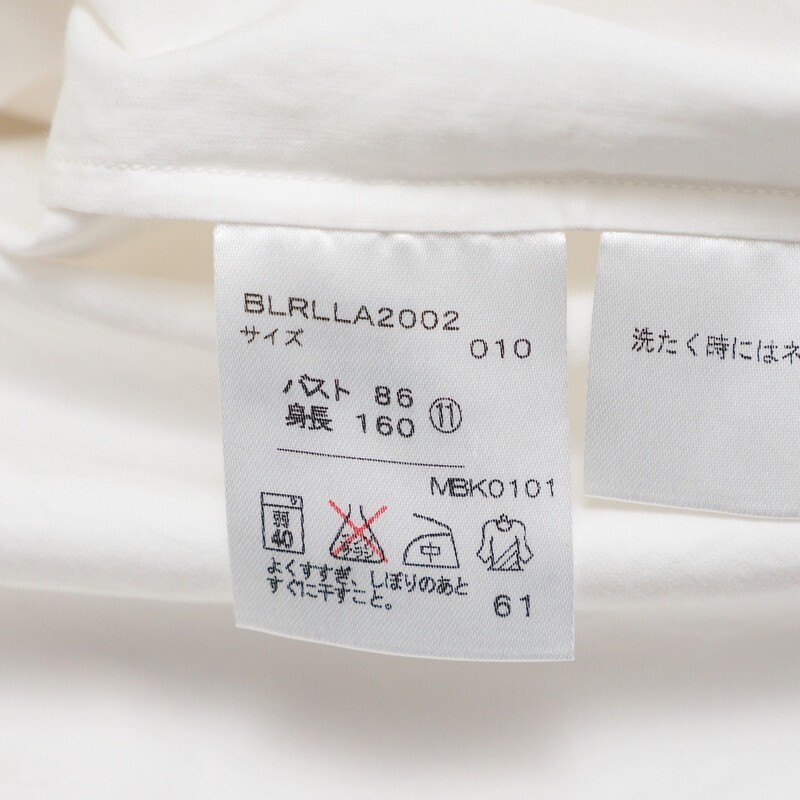 BLRLLA2002
サイズ
010
バスト 86
身長 160 ⑪
MBK0101
弱
40
中
よくすすぎ、しぼりのあと
すぐに干すこと。
61
洗たく時にはネ